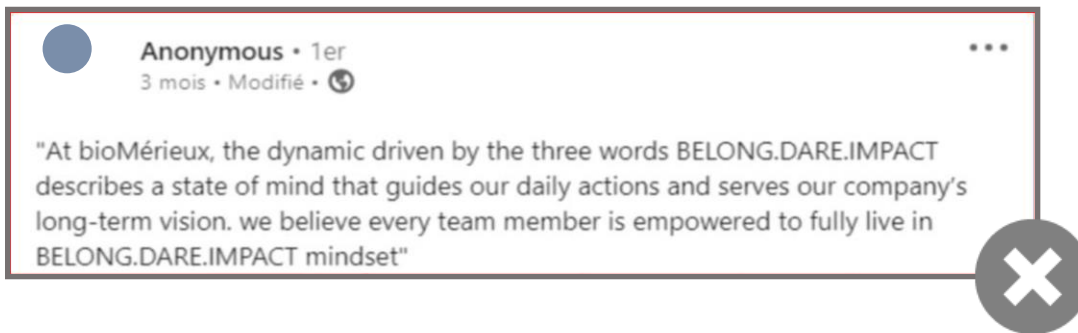 Anonymous • 1er
3 mois • Modifié •
"At bioMérieux, the dynamic driven by the three words BELONG.DARE.IMPACT
describes a state of mind that guides our daily actions and serves our company’s
long-term vision. we believe every team member is empowered to fully live in
BELONG.DARE.IMPACT mindset"